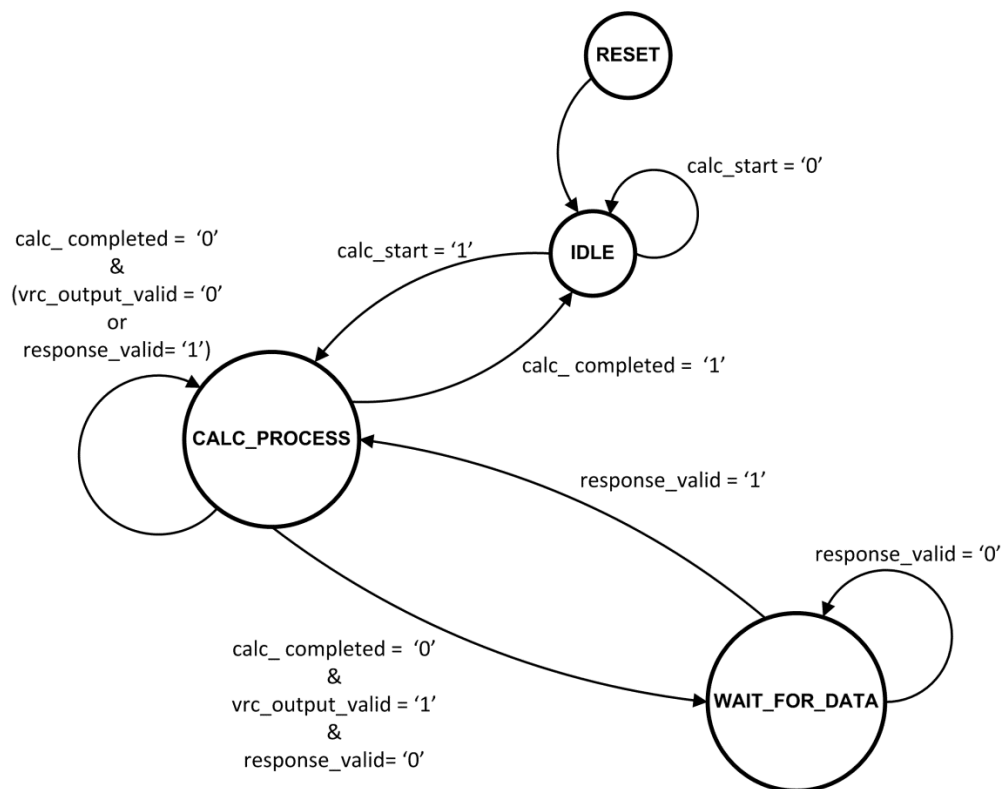 RESET
calc_start = ‘0’
IDLE
calc_start = ‘1’
calc_ completed =  ‘0’
&
(vrc_output_valid = ‘0’
or
response_valid= ‘1’)
calc_ completed =  ‘1’
CALC_PROCESS
response_valid = ‘1’
response_valid = ‘0’
calc_ completed =  ‘0’
&
vrc_output_valid = ‘1’
&
response_valid= ‘0’
WAIT_FOR_DATA